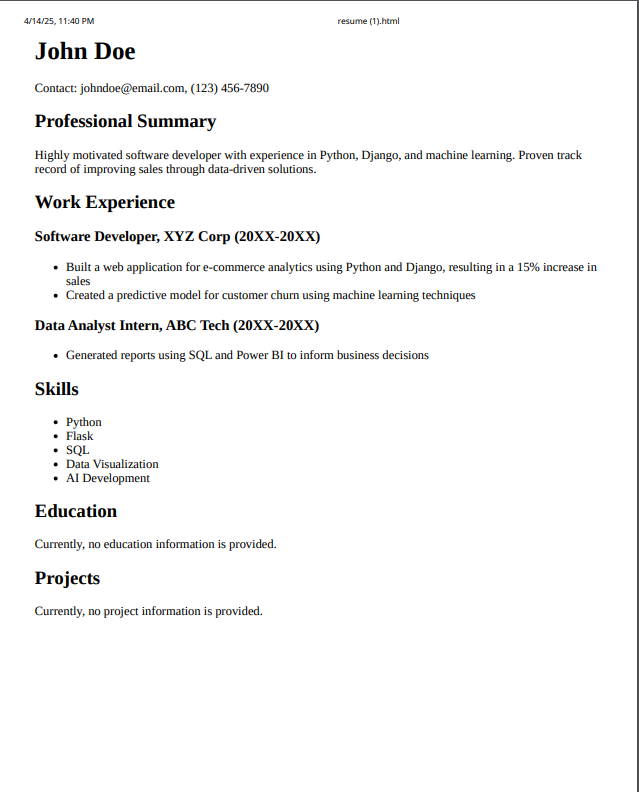 4/14/25, 11:40 PM resume (1).html
John Doe
Contact: johndoe@email.com, (123) 456-7890
Professional Summary
Highly motivated software developer with experience in Python, Django, and machine learning. Proven track
record of improving sales through data-driven solutions.
Work Experience
Software Developer, XYZ Corp (20XX-20XX)
• Built a web application for e-commerce analytics using Python and Django, resulting in a 15% increase in
sales
• Created a predictive model for customer churn using machine learning techniques
Data Analyst Intern, ABC Tech (20XX-20XX)
• Generated reports using SQL and Power BI to inform business decisions
Skills
• Python
• Flask
• SQL
• Data Visualization
• AI Development
Education
Currently, no education information is provided.
Projects
Currently, no project information is provided.